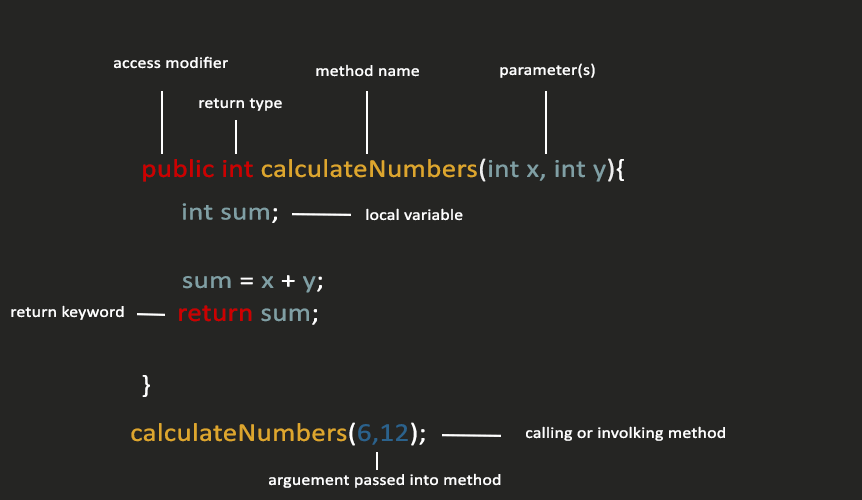 access modifier
method name
parameter(s)
return type
public int calculateNumbers(int x, int y){
int sum;
local variable
sum = x + y;
return keyword
return sum;
}
calculateNumbers(6,12);
calling or involking method
arguement passed into method